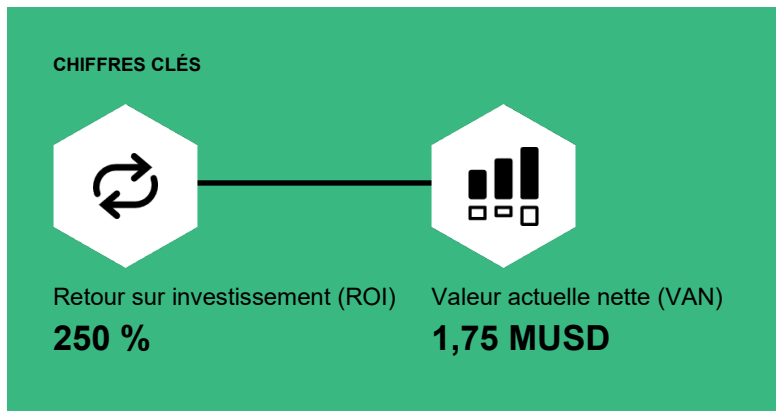 CHIFFRES CLÉS
Retour sur investissement (ROI)
250 %
Valeur actuelle nette (VAN)
1,75 MUSD